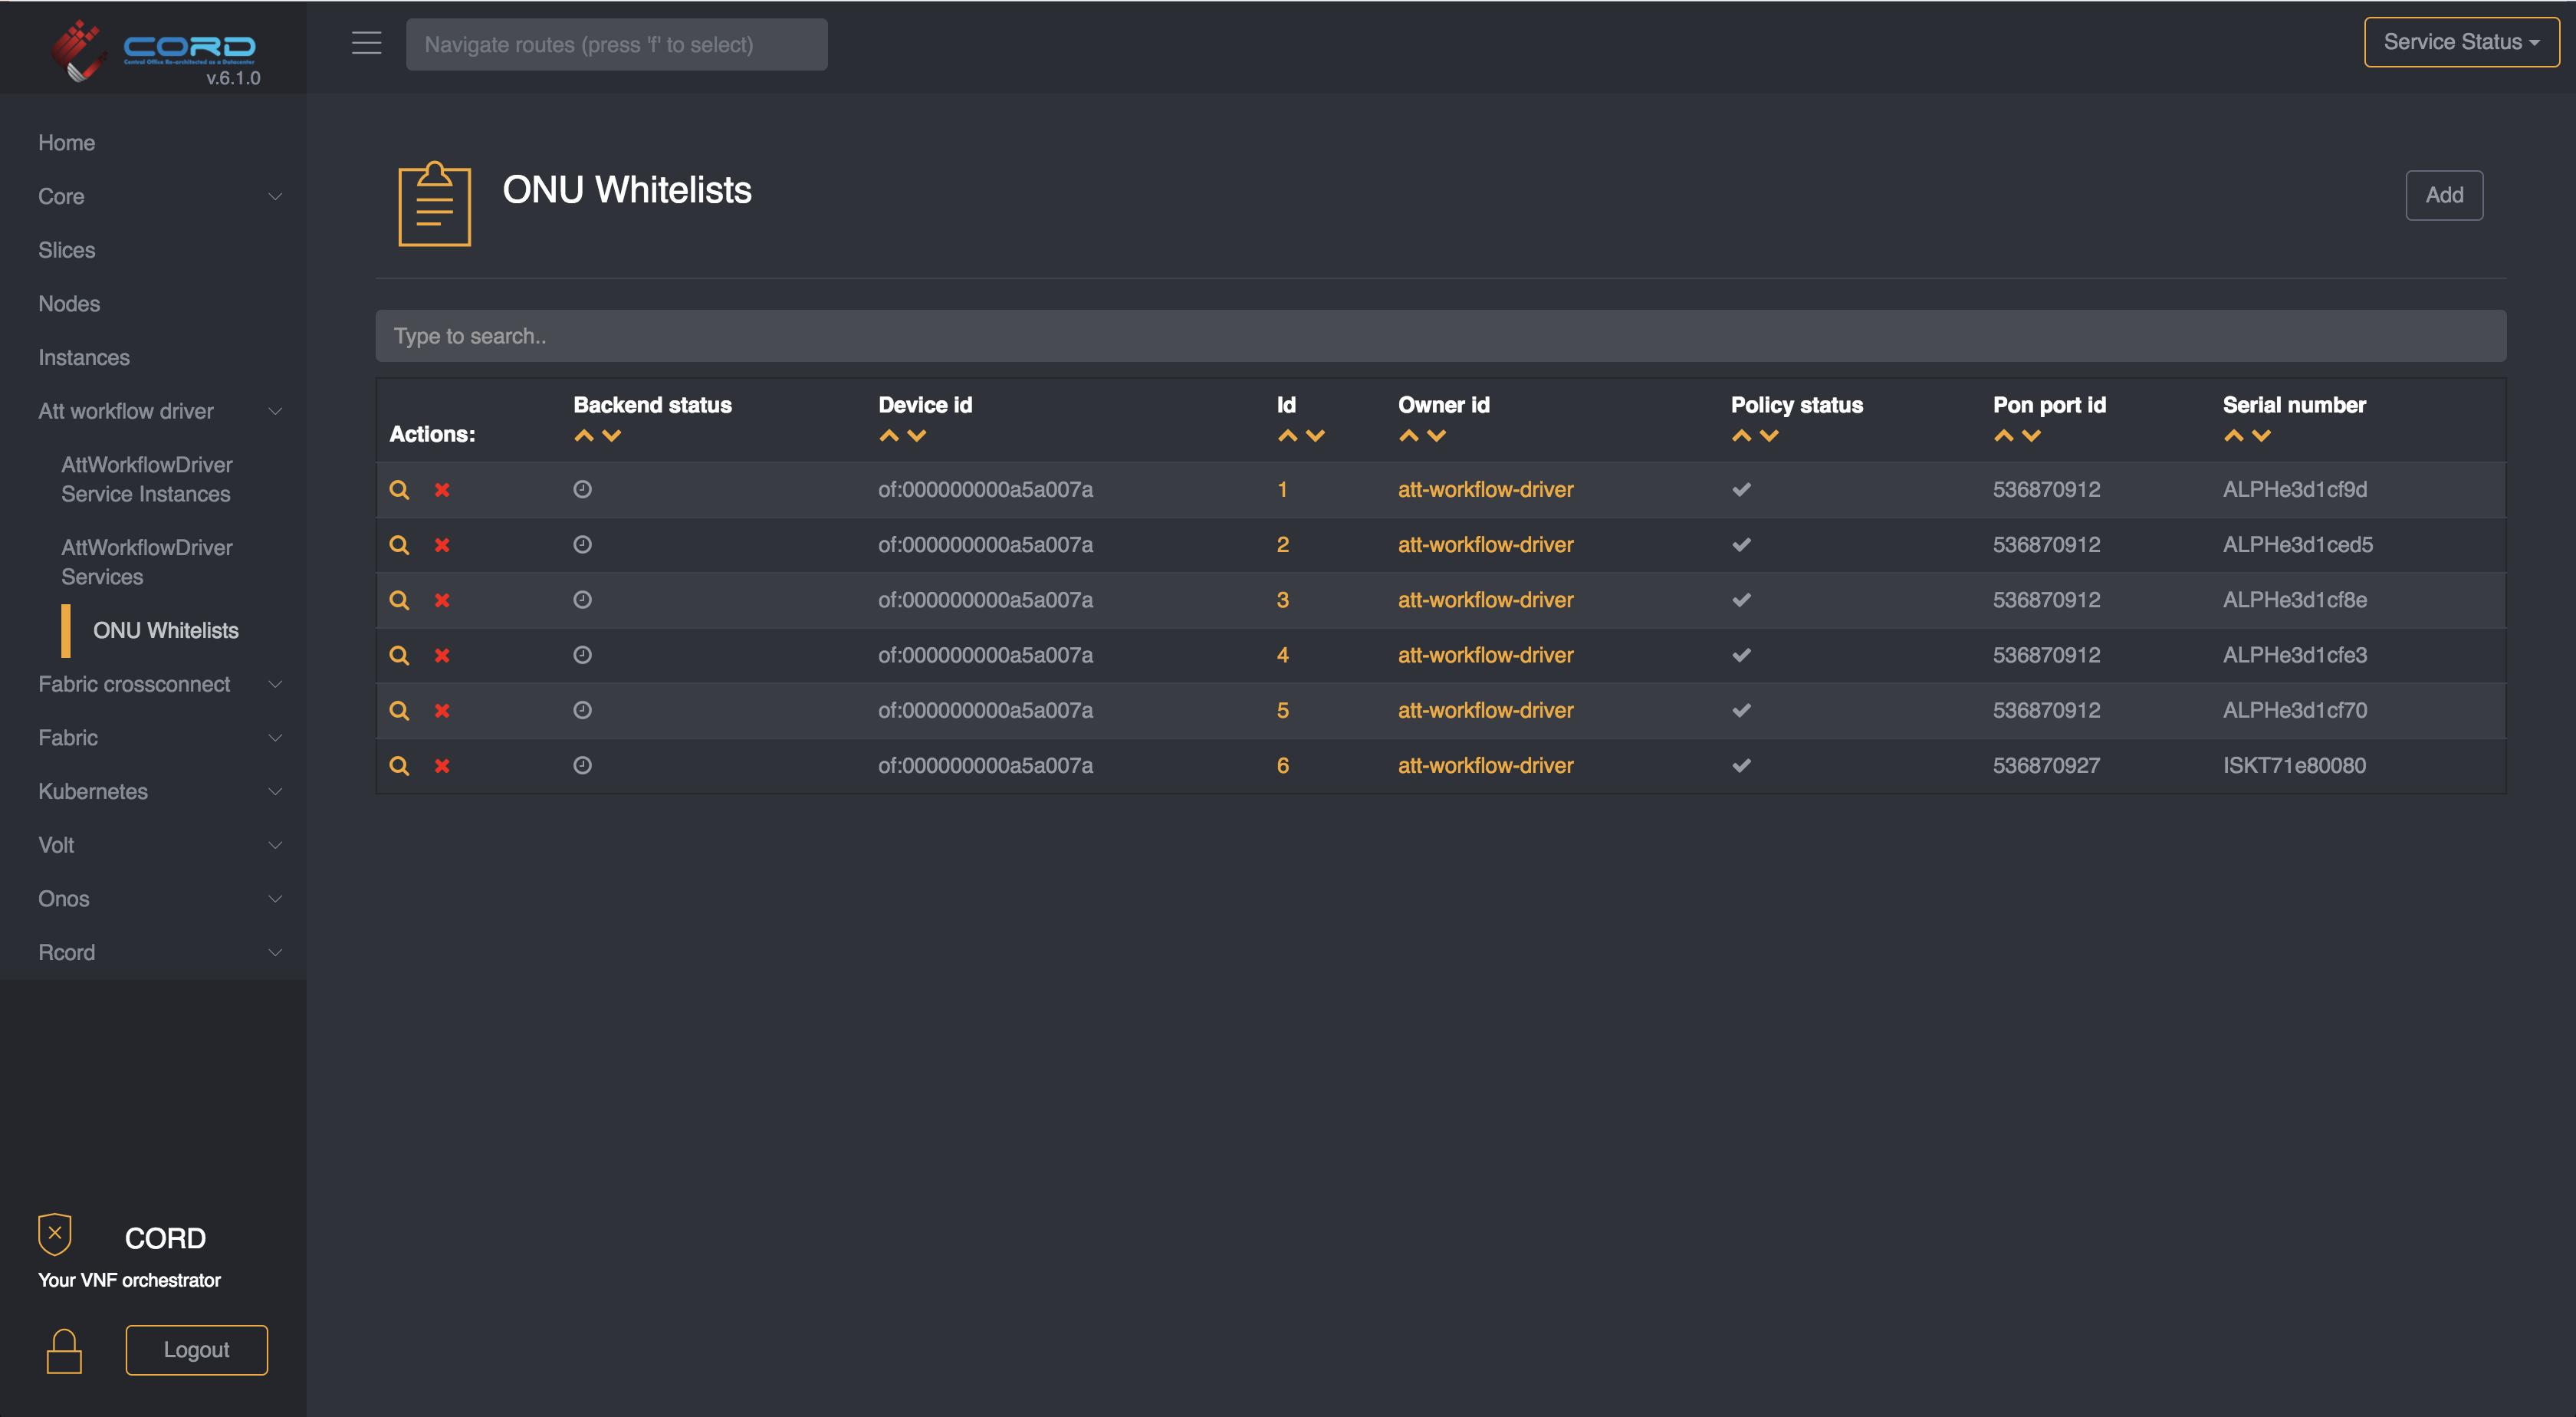 CORD
Central Office Re-architected as a Datacenter
v.6.1.0
Navigate routes (press 'f' to select)
Service Status
Home
Core
Slices
Nodes
Instances
Att workflow driver
AttWorkflowDriver
Service Instances
AttWorkflowDriver
Services
ONU Whitelists
Fabric crossconnect
Fabric
Kubernetes
Volt
Onos
Rcord
CORD
Your VNF orchestrator
Logout
ONU Whitelists
Add
Type to search..
Actions: Backend status Device id Id Owner id Policy status Pon port id Serial number
of:000000000a5a007a 1 att-workflow-driver 536870912 ALPHe3d1cf9d
of:000000000a5a007a 2 att-workflow-driver 536870912 ALPHe3d1ced5
of:000000000a5a007a 3 att-workflow-driver 536870912 ALPHe3d1cf8e
of:000000000a5a007a 4 att-workflow-driver 536870912 ALPHe3d1cfe3
of:000000000a5a007a 5 att-workflow-driver 536870912 ALPHe3d1cf70
of:000000000a5a007a 6 att-workflow-driver 536870927 ISKT71e80080